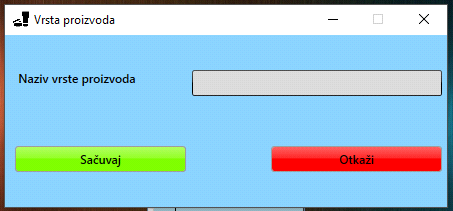 Vrsta proizvoda
Naziv vrste proizvoda
Sačuvaj
Otkaži